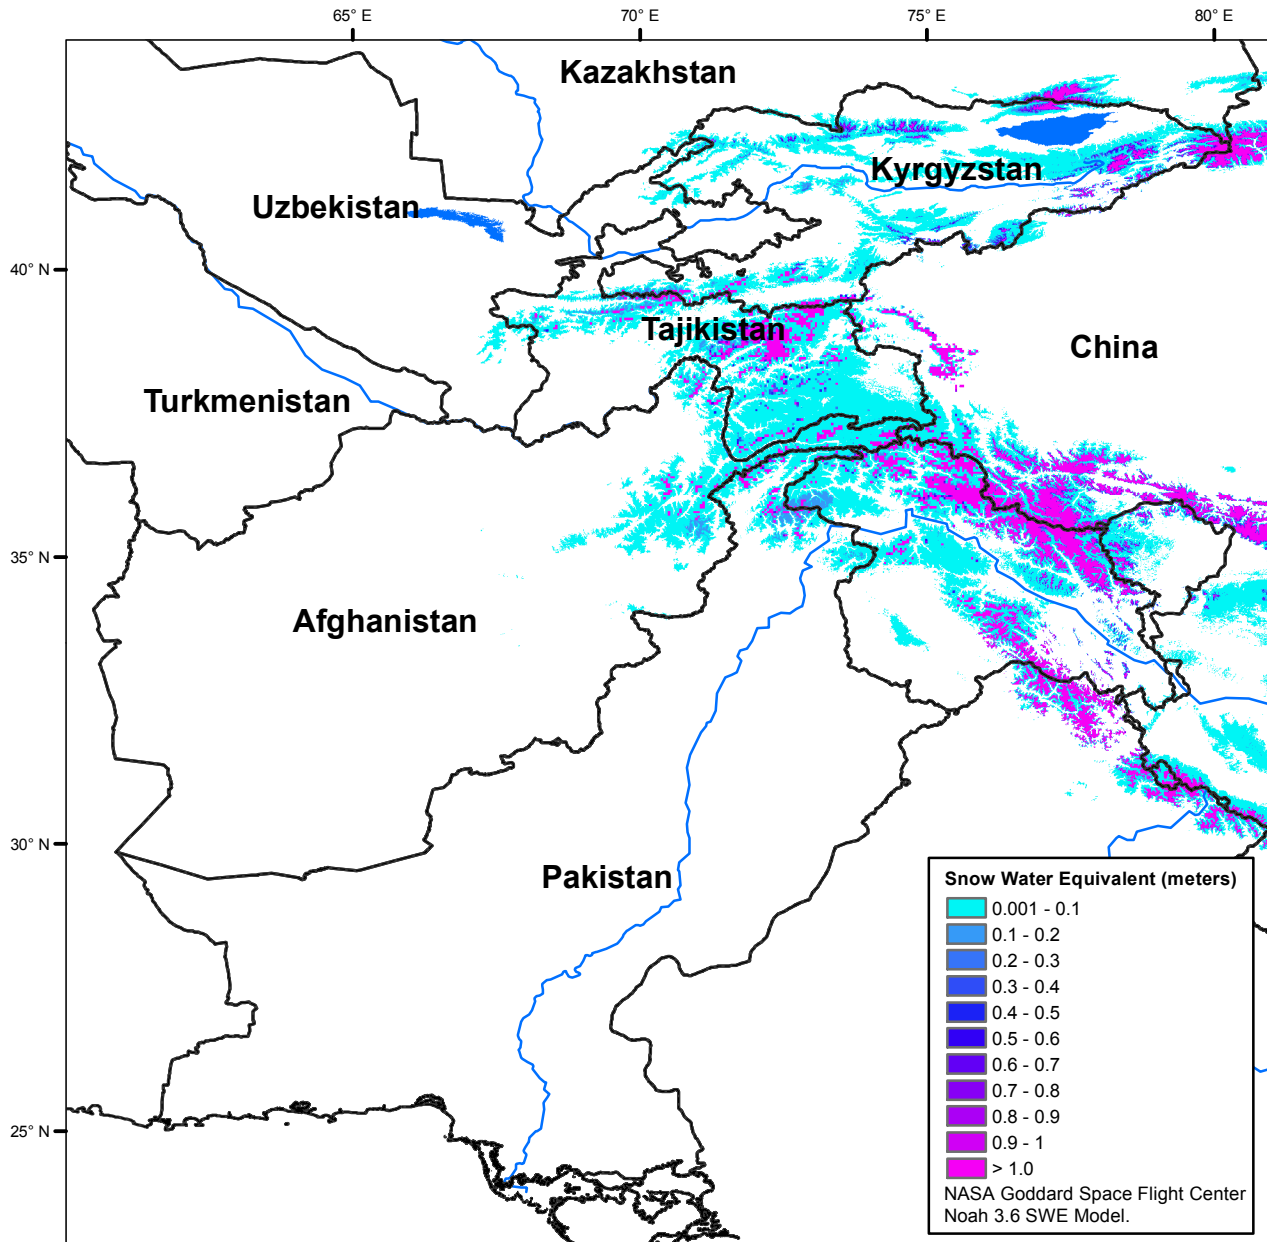 65° E
70° E
75° E
80° E
Kazakhstan
Kyrgyzstan
Uzbekistan
40° N
Tajikistan
China
Turkmenistan
35° N
Afghanistan
30° N
Pakistan
25° N
Snow Water Equivalent (meters)
0.001 - 0.1
0.1 - 0.2
0.2 - 0.3
0.3 - 0.4
0.4 - 0.5
0.5 - 0.6
0.6 - 0.7
0.7 - 0.8
0.8 - 0.9
0.9 - 1
> 1.0
NASA Goddard Space Flight Center
Noah 3.6 SWE Model.